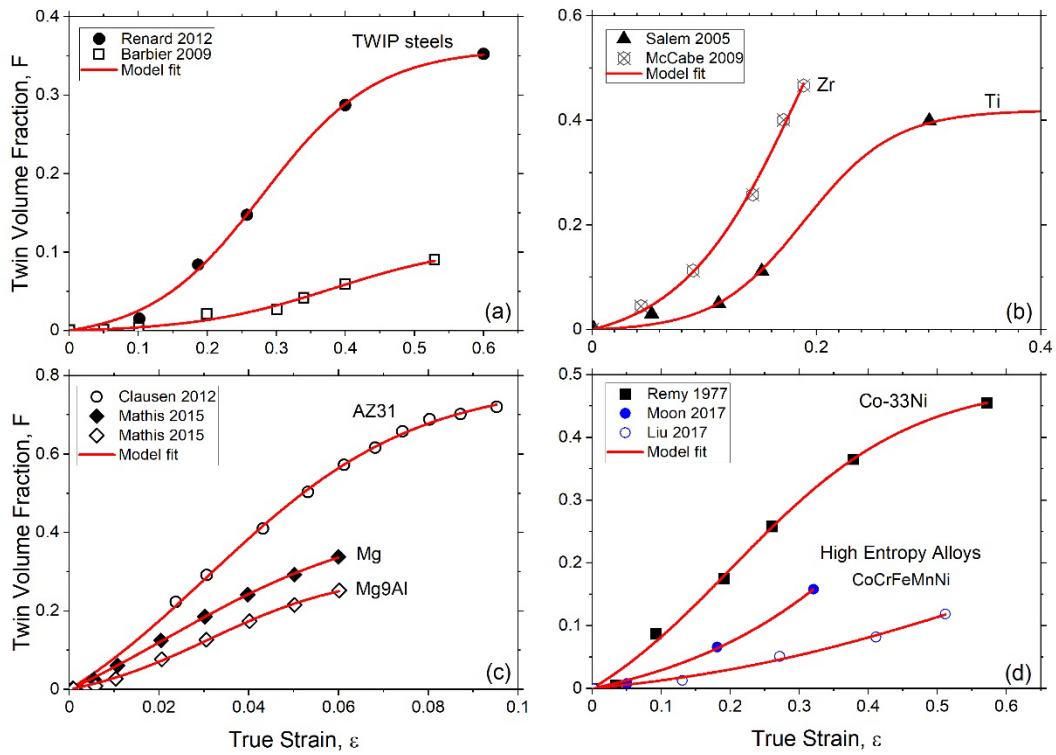 0.4
Renard 2012
Barbier 2009
Model fit
TWIP steels
0.3
0.2
0.1
0
(a)
0 0.1 0.2 0.3 0.4 0.5 0.6
Twin Volume Fraction, F
0.6
Salem 2005
McCabe 2009
Model fit
Zr
Ti
0.4
0.2
0
(b)
0 0.2 0.4
0.8
Clausen 2012
Mathis 2015
Mathis 2015
Model fit
AZ31
0.6
0.4
Mg
Mg9Al
0.2
0
(c)
0 0.02 0.04 0.06 0.08 0.1
Twin Volume Fraction, F
True Strain, ε
0.5
Remy 1977
Moon 2017
Liu 2017
Model fit
Co-33Ni
0.4
0.3
High Entropy Alloys
CoCrFeMnNi
0.2
0.1
0
(d)
0 0.1 0.2 0.3 0.4 0.5 0.6
True Strain, ε